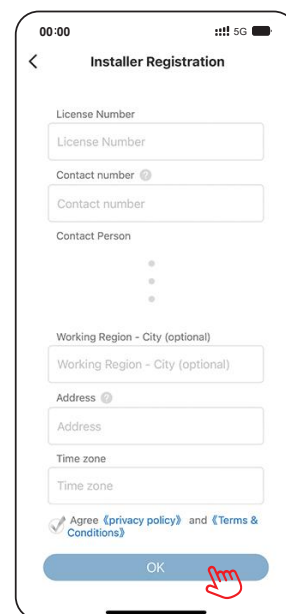 00:00 5G
Installer Registration
License Number
License Number
Contact number ?
Contact number
Contact Person
Working Region - City (optional)
Working Region - City (optional)
Address ?
Address
Time zone
Time zone
Agree 《privacy policy》 and 《Terms &
Conditions》
OK